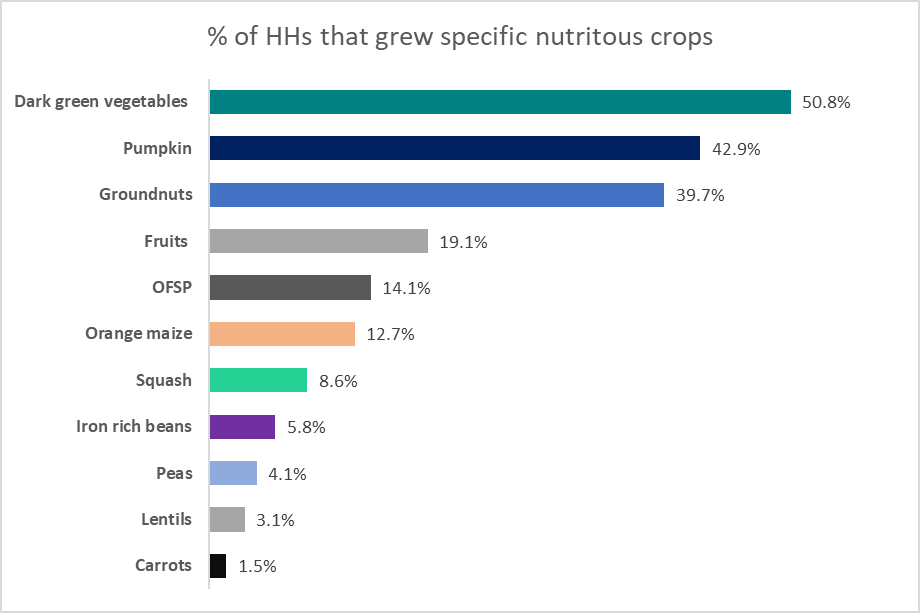 % of HHs that grew specific nutritous crops
Dark green vegetables 50.8%
Pumpkin 42.9%
Groundnuts 39.7%
Fruits 19.1%
OFSP 14.1%
Orange maize 12.7%
Squash 8.6%
Iron rich beans 5.8%
Peas 4.1%
Lentils 3.1%
Carrots 1.5%